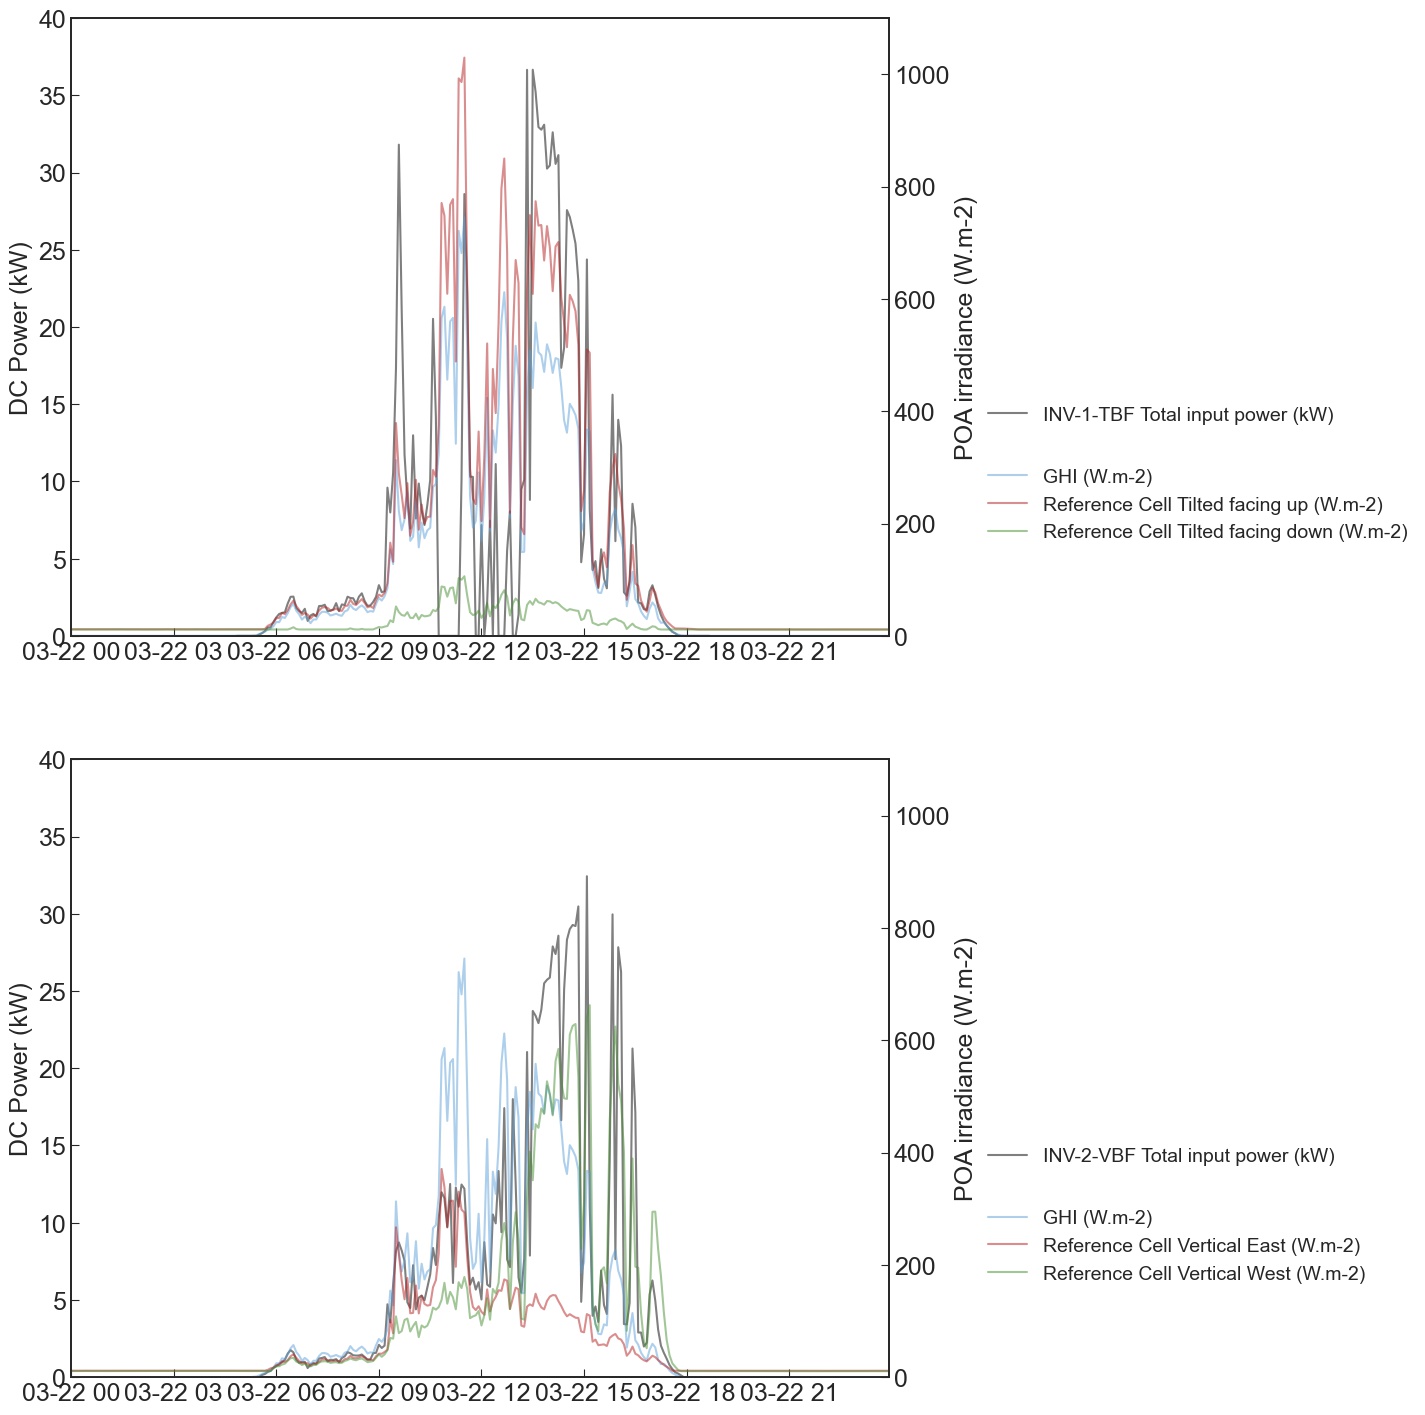 40
35
30
25
20
15
10
5
0
DC Power (kW)
1000
800
600
400
200
0
POA irradiance (W.m-2)
03-22 00 03-22 03 03-22 06 03-22 09 03-22 12 03-22 15 03-22 18 03-22 21
INV-1-TBF Total input power (kW)
GHI (W.m-2)
Reference Cell Tilted facing up (W.m-2)
Reference Cell Tilted facing down (W.m-2)
40
35
30
25
20
15
10
5
0
DC Power (kW)
1000
800
600
400
200
0
POA irradiance (W.m-2)
03-22 00 03-22 03 03-22 06 03-22 09 03-22 12 03-22 15 03-22 18 03-22 21
INV-2-VBF Total input power (kW)
GHI (W.m-2)
Reference Cell Vertical East (W.m-2)
Reference Cell Vertical West (W.m-2)